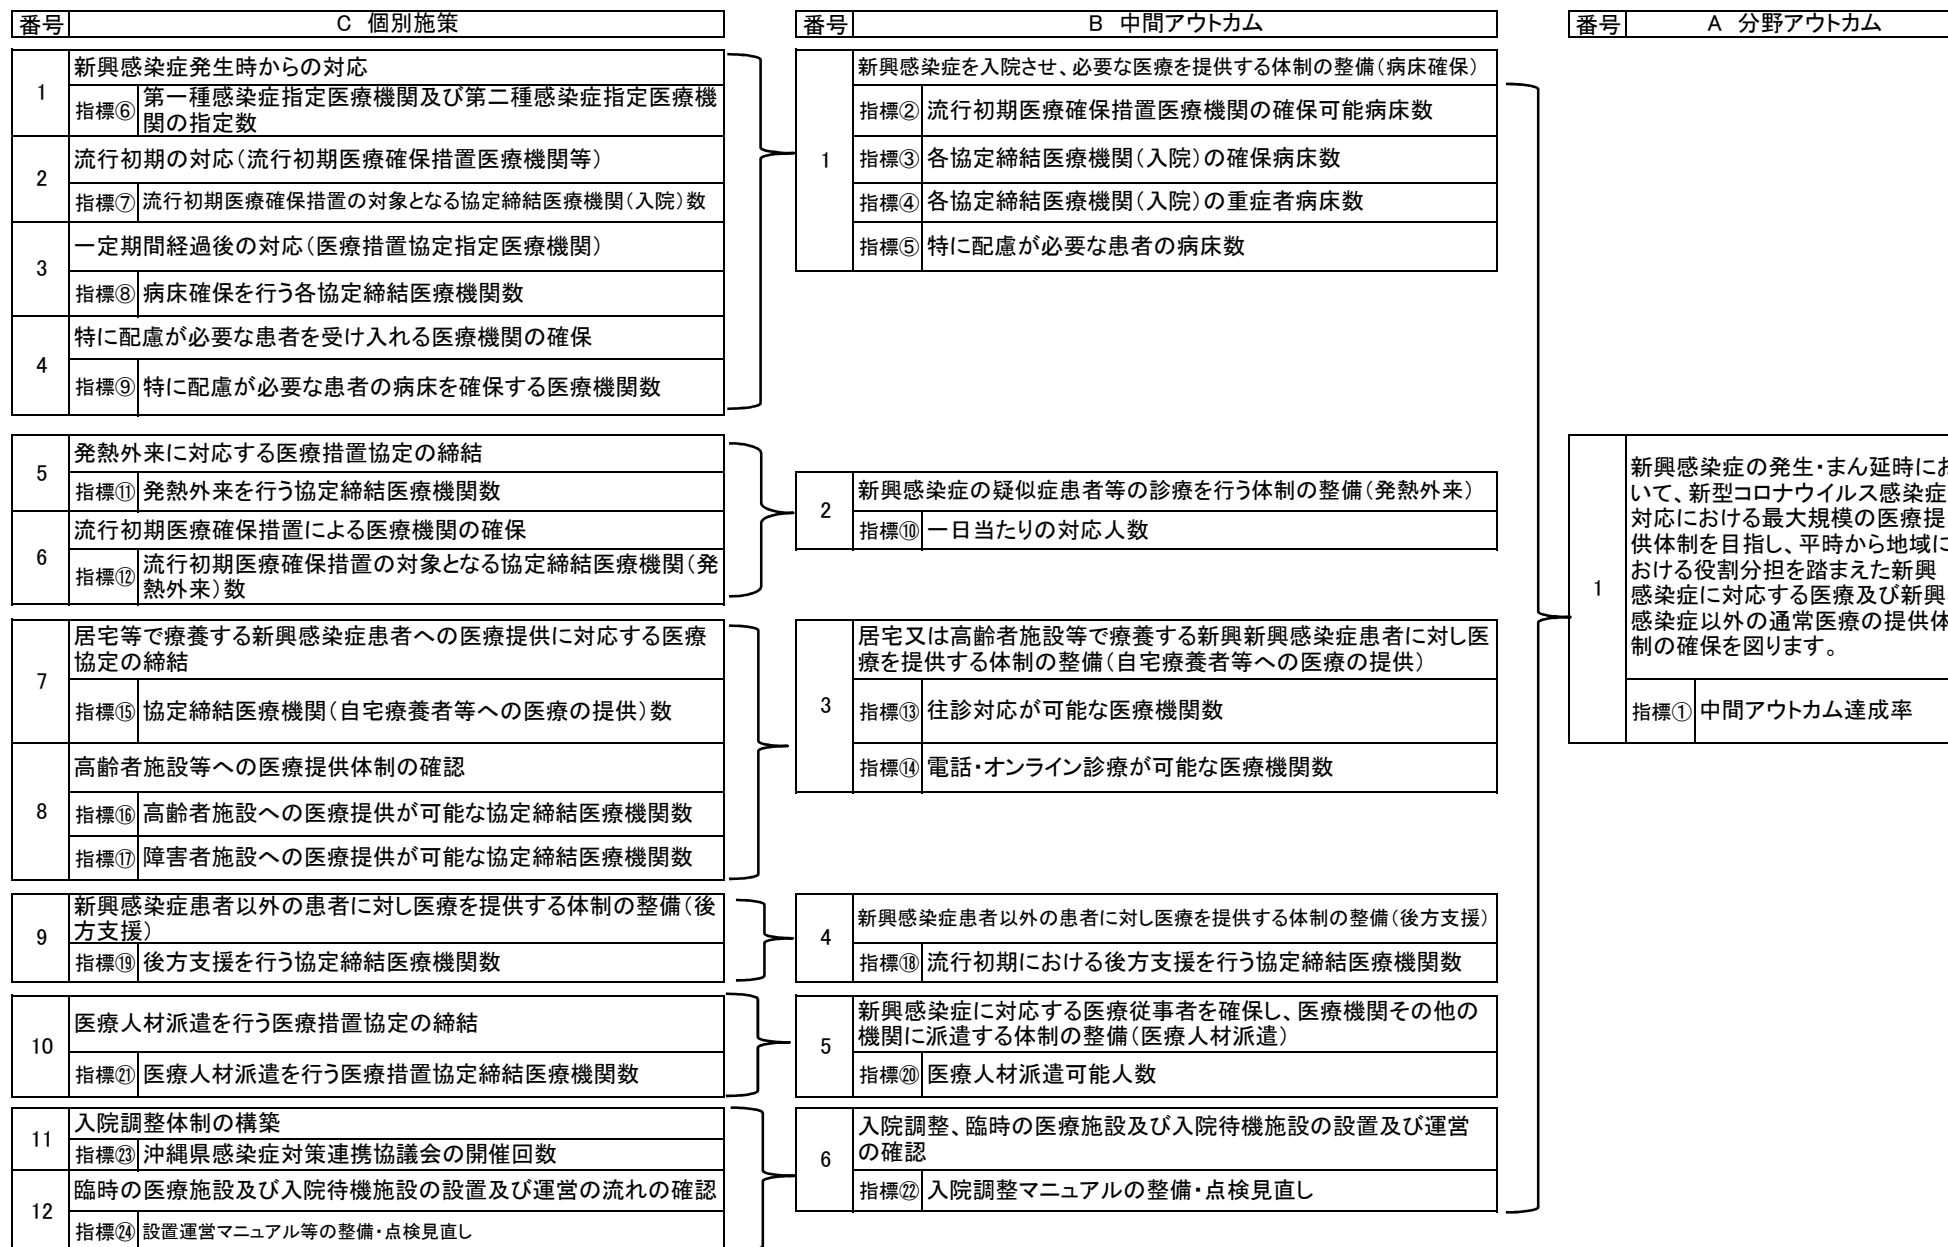 番号 C 個別施策
1
新興感染症発生時からの対応
指標⑥ 第一種感染症指定医療機関及び第二種感染症指定医療機
関の指定数
2
流行初期の対応（流行初期医療確保措置医療機関等）
指標⑦ 流行初期医療確保措置の対象となる協定締結医療機関（入院）数
3
一定期間経過後の対応（医療措置協定指定医療機関）
指標⑧ 病床確保を行う各協定締結医療機関数
4
特に配慮が必要な患者を受け入れる医療機関の確保
指標⑨ 特に配慮が必要な患者の病床を確保する医療機関数
5
発熱外来に対応する医療措置協定の締結
指標⑪ 発熱外来を行う協定締結医療機関数
6
流行初期医療確保措置による医療機関の確保
指標⑫ 流行初期医療確保措置の対象となる協定締結医療機関（発
熱外来）数
7
居宅等で療養する新興感染症患者への医療提供に対応する医療
協定の締結
指標⑮ 協定締結医療機関（自宅療養者等への医療の提供）数
8
高齢者施設等への医療提供体制の確認
指標⑯ 高齢者施設への医療提供が可能な協定締結医療機関数
指標⑰ 障害者施設への医療提供が可能な協定締結医療機関数
9
新興感染症患者以外の患者に対し医療を提供する体制の整備（後
方支援）
指標⑲ 後方支援を行う協定締結医療機関数
10
医療人材派遣を行う医療措置協定の締結
指標㉑ 医療人材派遣を行う医療措置協定締結医療機関数
11
入院調整体制の構築
指標㉓ 沖縄県感染症対策連携協議会の開催回数
12
臨時の医療施設及び入院待機施設の設置及び運営の流れの確認
指標㉔ 設置運営マニュアル等の整備・点検見直し
番号 B 中間アウトカム
1
新興感染症を入院させ、必要な医療を提供する体制の整備（病床確保）
指標② 流行初期医療確保措置医療機関の確保可能病床数
指標③ 各協定締結医療機関（入院）の確保病床数
指標④ 各協定締結医療機関（入院）の重症者病床数
指標⑤ 特に配慮が必要な患者の病床数
2
新興感染症の疑似症患者等の診療を行う体制の整備（発熱外来）
指標⑩ 一日当たりの対応人数
3
居宅又は高齢者施設等で療養する新興新興感染症患者に対し医
療を提供する体制の整備（自宅療養者等への医療の提供）
指標⑬ 往診対応が可能な医療機関数
指標⑭ 電話・オンライン診療が可能な医療機関数
4
新興感染症患者以外の患者に対し医療を提供する体制の整備（後方支援）
指標⑱ 流行初期における後方支援を行う協定締結医療機関数
5
新興感染症に対応する医療従事者を確保し、医療機関その他の
機関に派遣する体制の整備（医療人材派遣）
指標⑳ 医療人材派遣可能人数
6
入院調整、臨時の医療施設及び入院待機施設の設置及び運営
の確認
指標㉒ 入院調整マニュアルの整備・点検見直し
番号 A 分野アウトカム
1
新興感染症の発生・まん延時にお
いて、新型コロナウイルス感染症
対応における最大規模の医療提
供体制を目指し、平時から地域に
おける役割分担を踏まえた新興
感染症に対応する医療及び新興
感染症以外の通常医療の提供体
制の確保を図ります。
指標① 中間アウトカム達成率